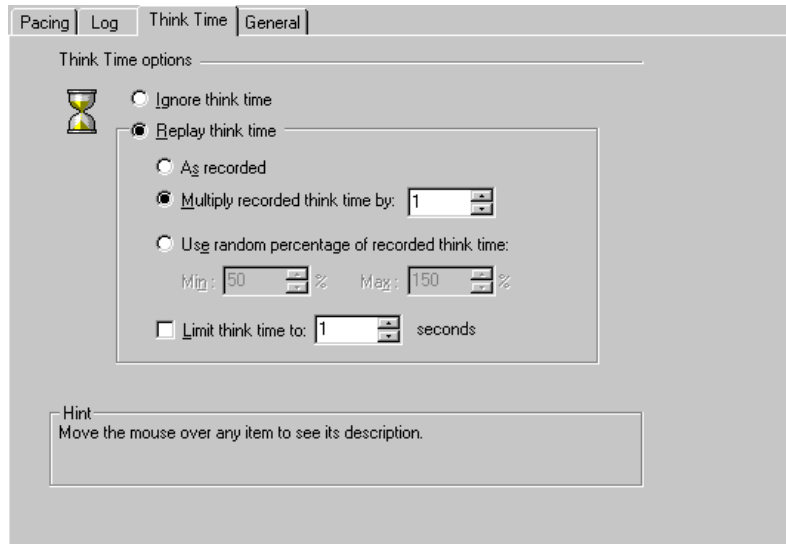 Pacing Log Think Time General
Think Time options
Ignore think time
Replay think time
As recorded
Multiply recorded think time by: 1
Use random percentage of recorded think time:
Min: 50 % Max: 150 %
Limit think time to: 1 seconds
Hint
Move the mouse over any item to see its description.